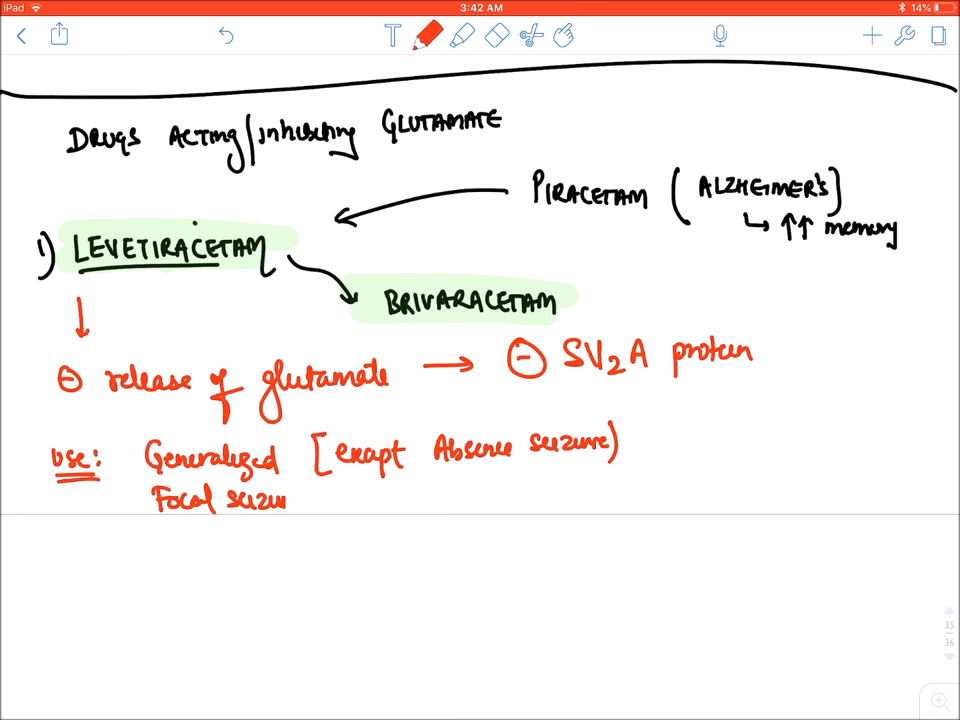 iPad 3:42 AM 14%
T
DRUGS ACTING/inhibiting GLUTAMATE
PIRACETAM (ALZHEIMER's)
↳ ↑↑ memory
1) LEVETIRACETAM
BRIVARACETAM
⊖ release of glutamate → ⊖ SV2A protein
Use: Generalized [except Absence seizure)
Focal seizur
35
36